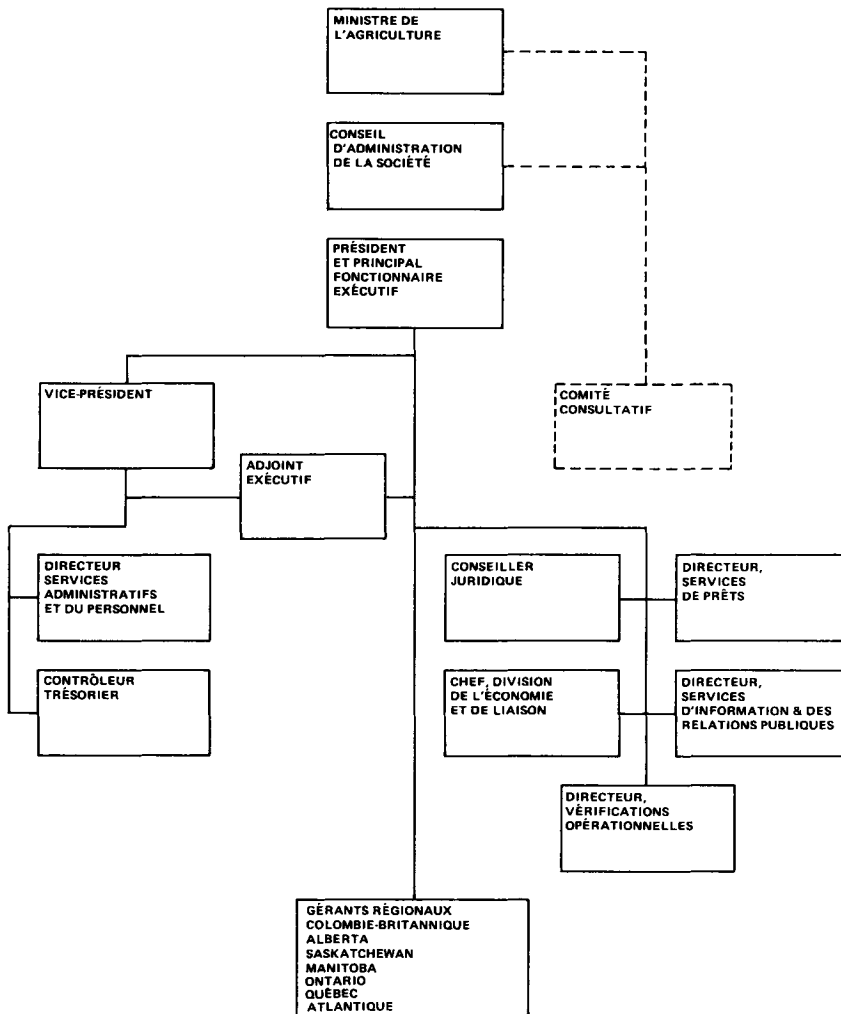 MINISTRE DE
L'AGRICULTURE
CONSEIL
D'ADMINISTRATION
DE LA SOCIÉTÉ
PRÉSIDENT
ET PRINCIPAL
FONCTIONNAIRE
EXÉCUTIF
VICE-PRÉSIDENT
COMITÉ
CONSULTATIF
ADJOINT
EXÉCUTIF
DIRECTEUR
SERVICES
ADMINISTRATIFS
ET DU PERSONNEL
CONSEILLER
JURIDIQUE
DIRECTEUR,
SERVICES
DE PRÊTS
CONTRÔLEUR
TRÉSORIER
CHEF, DIVISION
DE L'ÉCONOMIE
ET DE LIAISON
DIRECTEUR,
SERVICES
D'INFORMATION & DES
RELATIONS PUBLIQUES
DIRECTEUR,
VÉRIFICATIONS
OPÉRATIONNELLES
GÉRANTS RÉGIONAUX
COLOMBIE-BRITANNIQUE
ALBERTA
SASKATCHEWAN
MANITOBA
ONTARIO
QUÉBEC
ATLANTIQUE